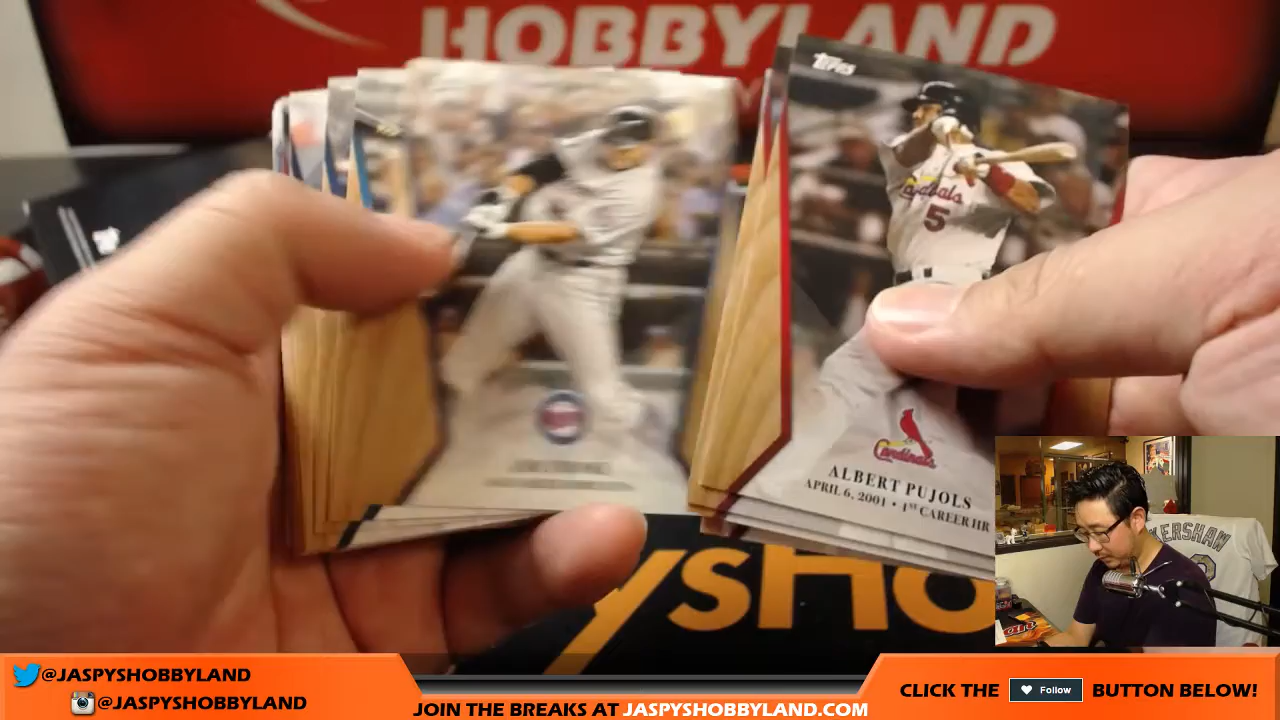 HOBBYLAND
Topps
Cardinals
5
Cardinals
ALBERT PUJOLS
APRIL 6, 2001 • 1ST CAREER HR
KERSHAW
ysHo
@JASPYSHOBBYLAND
@JASPYSHOBBYLAND
JOIN THE BREAKS AT JASPYSHOBBYLAND.COM
CLICK THE Follow BUTTON BELOW!